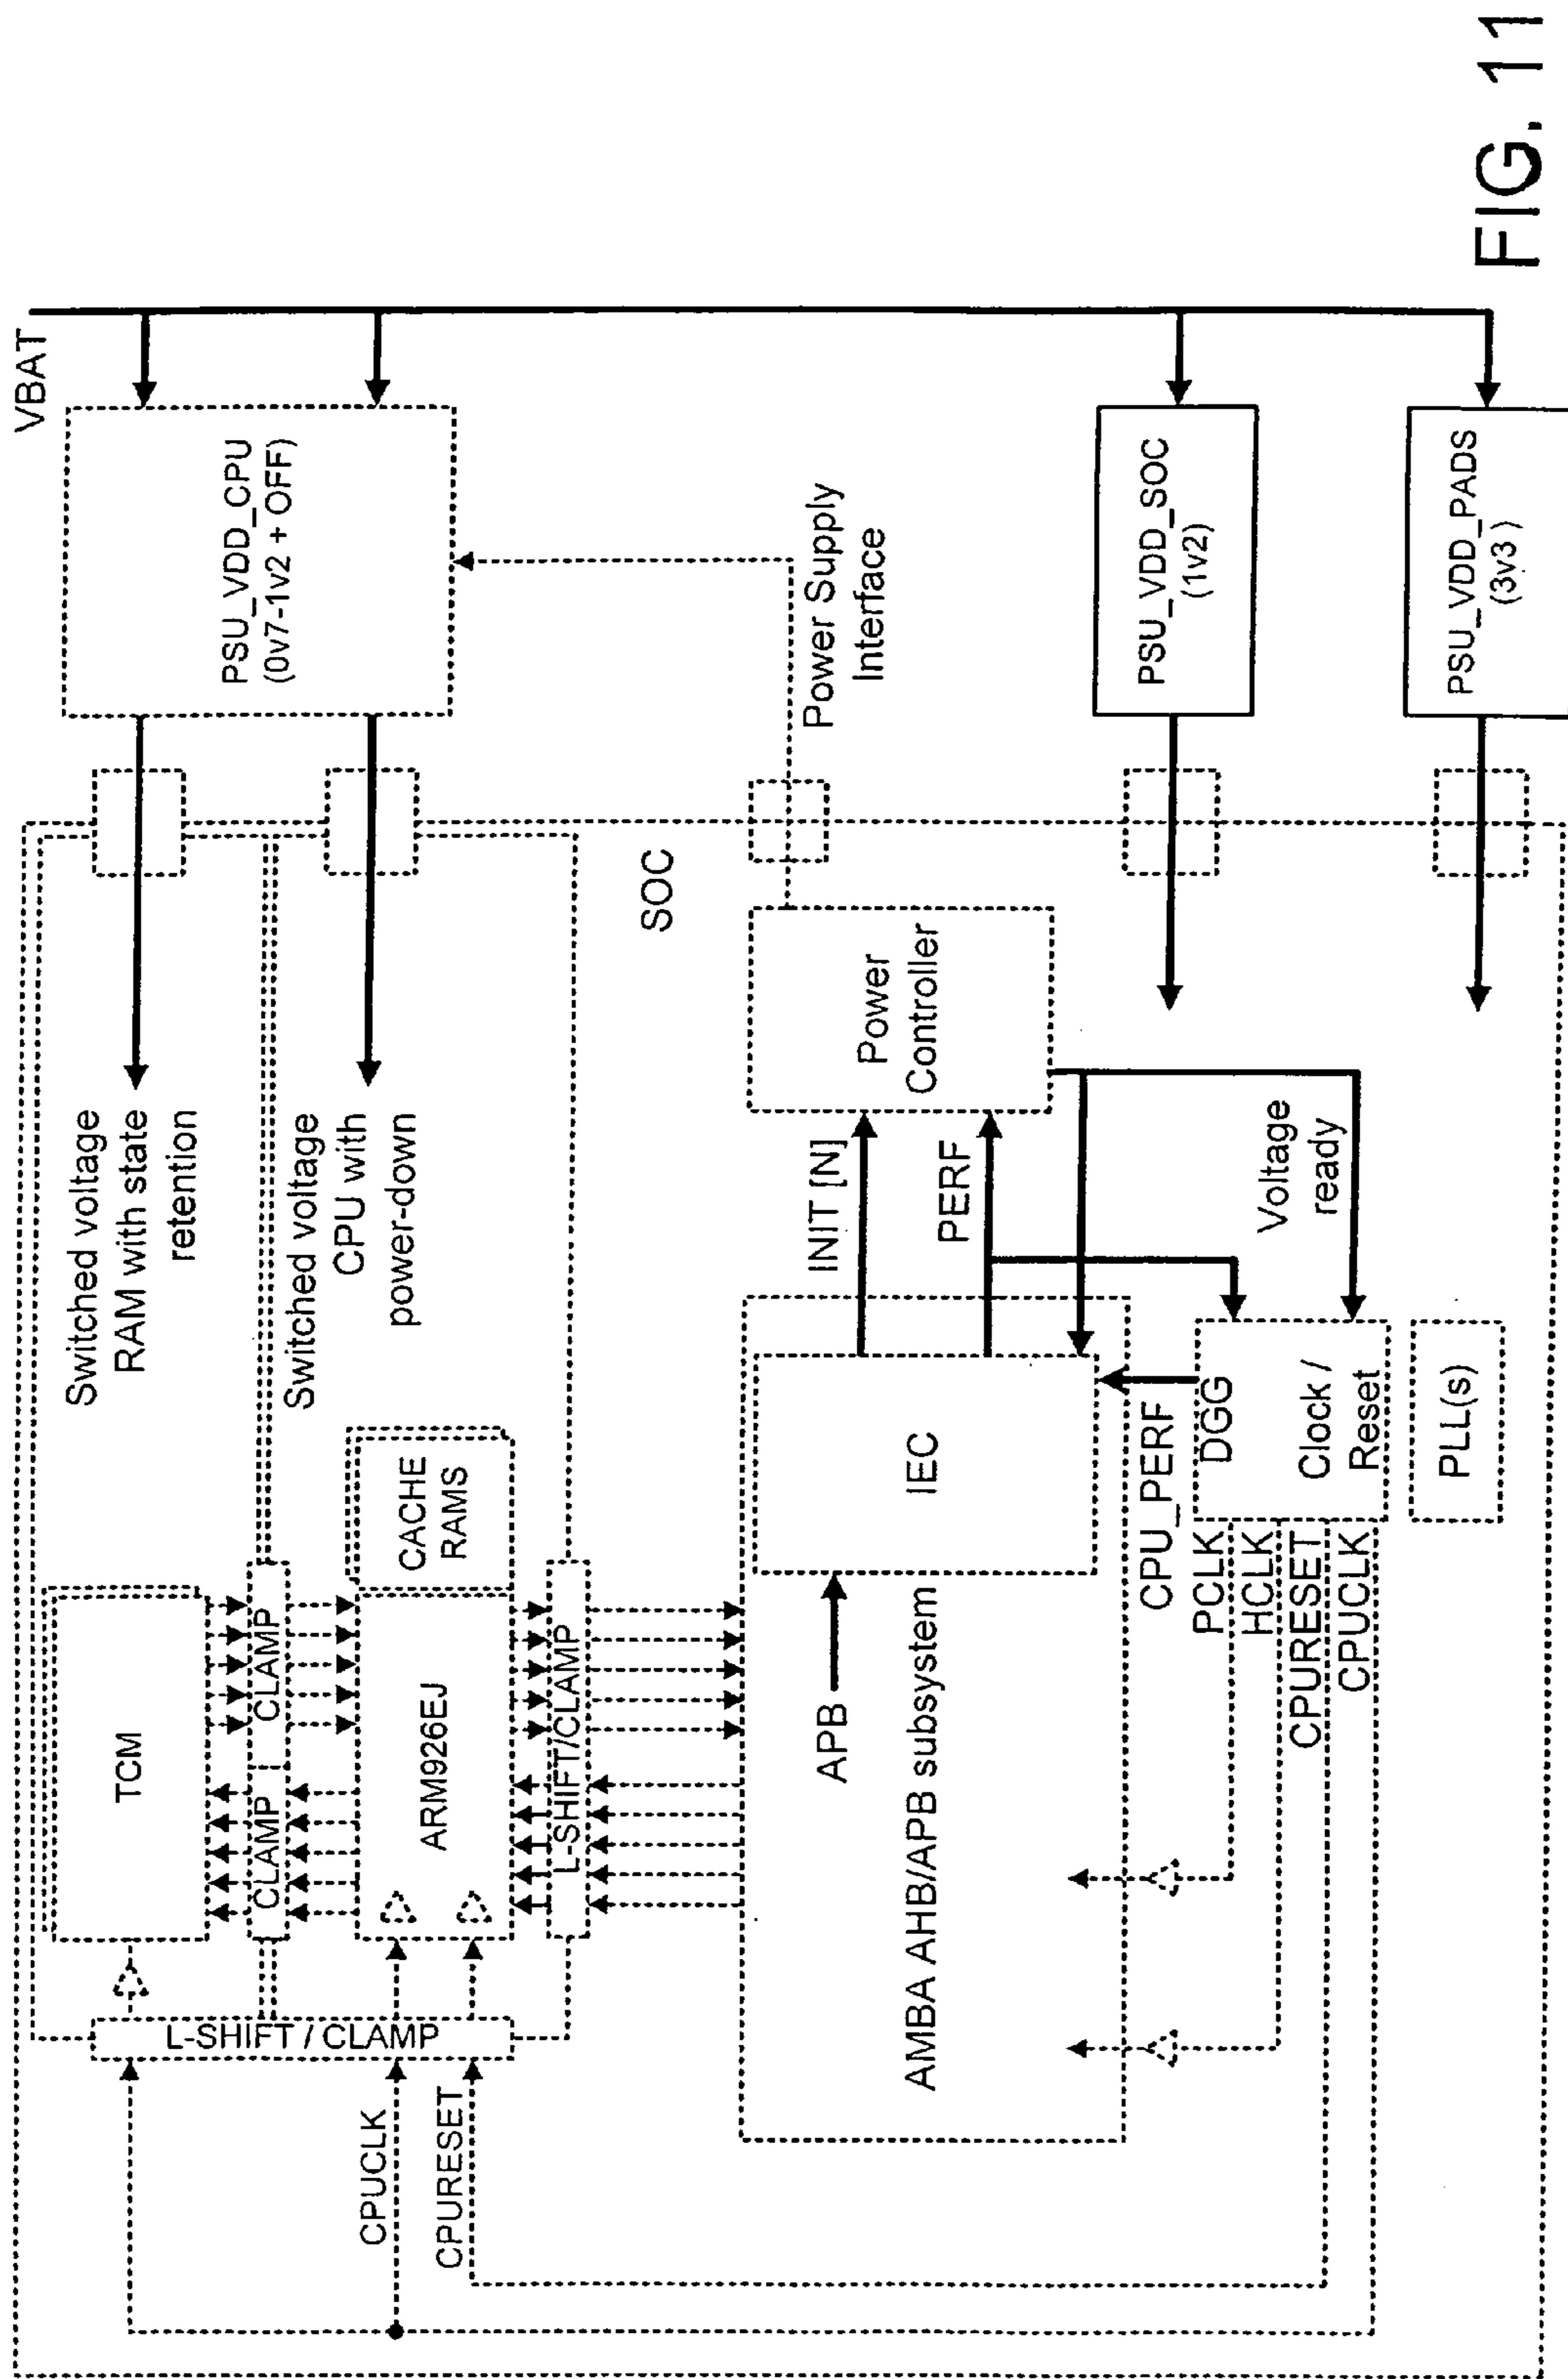 VBAT
PSU_VDD_CPU
(0v7-1v2 + OFF)
Switched voltage
RAM with state
retention
Switched voltage
CPU with
power-down
TCM
CLAMP
CLAMP
ARM926EJ
CACHE
RAMS
L-SHIFT / CLAMP
L-SHIFT/CLAMP
CPUCLK
CPURESET
SOC
Power Supply
Interface
Power
Controller
INIT [N]
PERF
Voltage
ready
IEC
APB
AMBA AHB/APB subsystem
CPU_PERF
PCLK
HCLK
CPURESET
CPUCLK
DGG
Clock /
Reset
PLL(s)
PSU_VDD_SOC
(1v2)
PSU_VDD_PADS
(3v3 )
FIG. 11